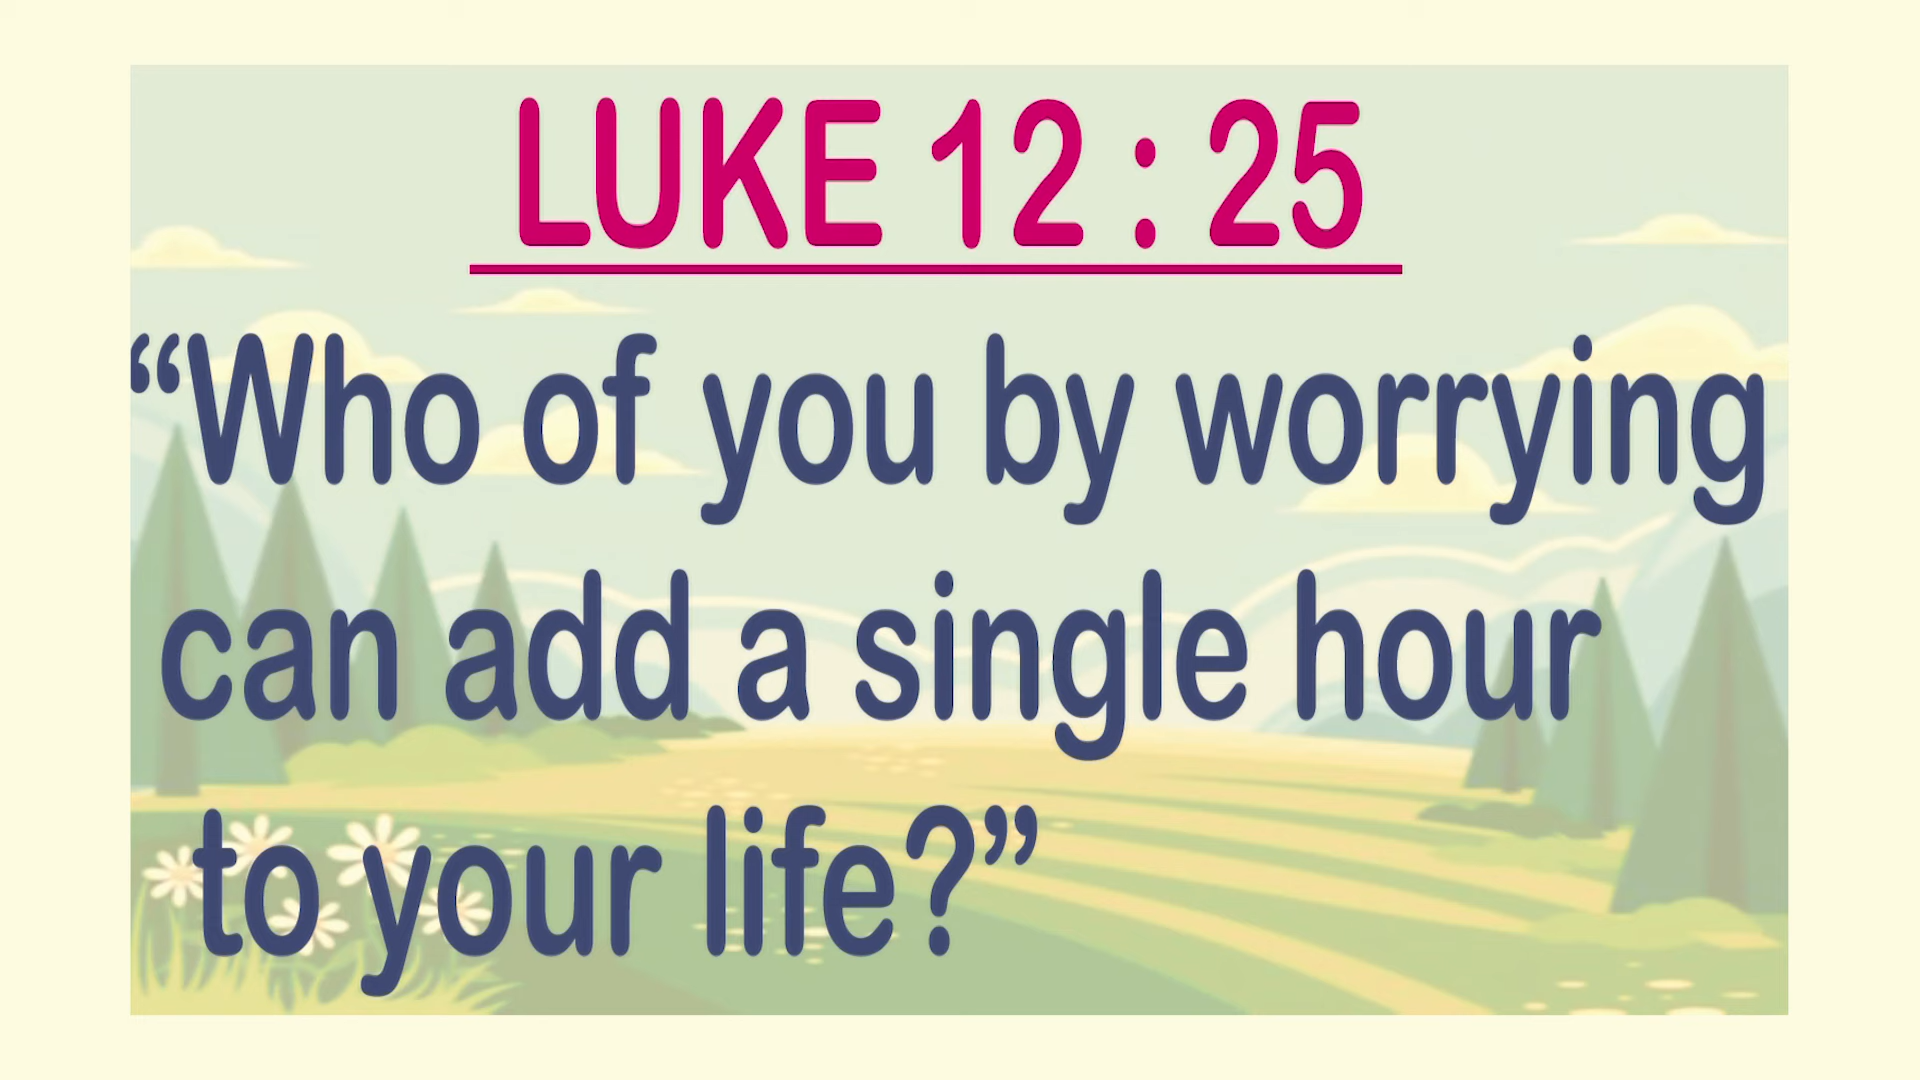 LUKE 12 : 25
“Who of you by worrying
can add a single hour
to your life?”